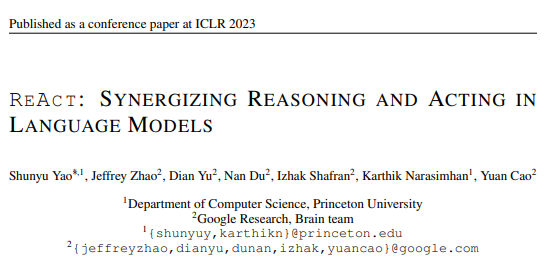 Published as a conference paper at ICLR 2023
REACT: SYNERGIZING REASONING AND ACTING IN
LANGUAGE MODELS
Shunyu Yao*,1, Jeffrey Zhao2, Dian Yu2, Nan Du2, Izhak Shafran2, Karthik Narasimhan1, Yuan Cao2
1Department of Computer Science, Princeton University
2Google Research, Brain team
1{shunyuy,karthikn}@princeton.edu
2{jeffreyzhao,dianyu,dunan,izhak,yuancao}@google.com